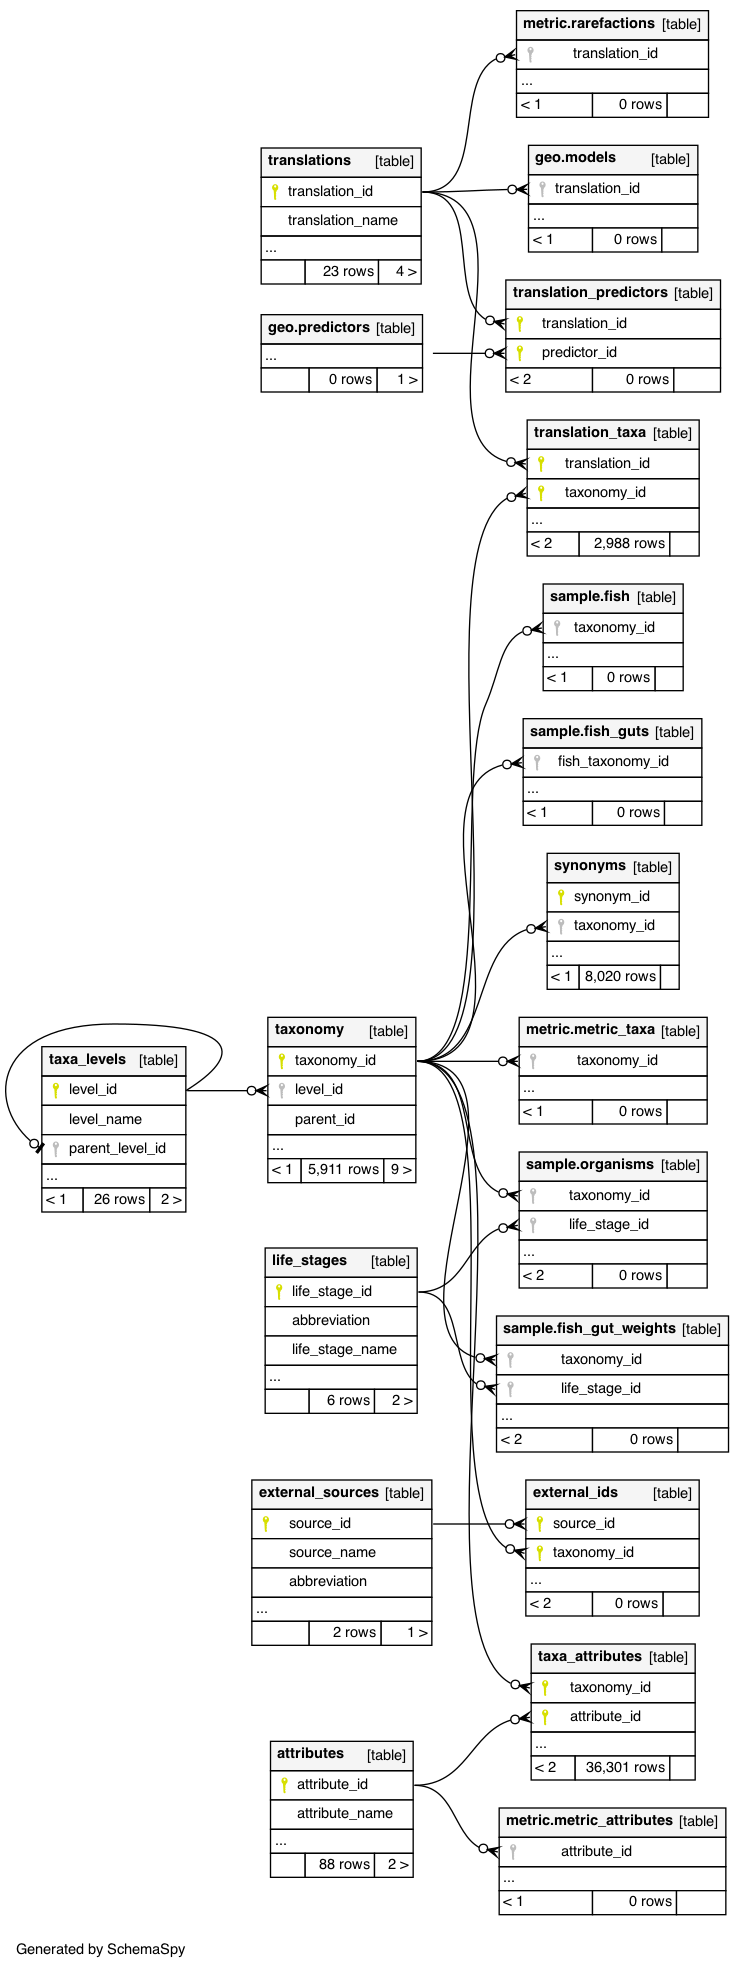 metric.rarefactions [table]
translation_id
...
< 1 0 rows
translations [table]
translation_id
translation_name
...
23 rows 4 >
geo.models [table]
translation_id
...
< 1 0 rows
translation_predictors [table]
translation_id
predictor_id
< 2 0 rows
geo.predictors [table]
...
0 rows 1 >
translation_taxa [table]
translation_id
taxonomy_id
...
< 2 2,988 rows
sample.fish [table]
taxonomy_id
...
< 1 0 rows
sample.fish_guts [table]
fish_taxonomy_id
...
< 1 0 rows
synonyms [table]
synonym_id
taxonomy_id
...
< 1 8,020 rows
taxa_levels [table]
level_id
level_name
parent_level_id
...
< 1 26 rows 2 >
taxonomy [table]
taxonomy_id
level_id
parent_id
...
< 1 5,911 rows 9 >
metric.metric_taxa [table]
taxonomy_id
...
< 1 0 rows
sample.organisms [table]
taxonomy_id
life_stage_id
...
< 2 0 rows
life_stages [table]
life_stage_id
abbreviation
life_stage_name
...
6 rows 2 >
sample.fish_gut_weights [table]
taxonomy_id
life_stage_id
...
< 2 0 rows
external_sources [table]
source_id
source_name
abbreviation
...
2 rows 1 >
external_ids [table]
source_id
taxonomy_id
...
< 2 0 rows
taxa_attributes [table]
taxonomy_id
attribute_id
...
< 2 36,301 rows
attributes [table]
attribute_id
attribute_name
...
88 rows 2 >
metric.metric_attributes [table]
attribute_id
...
< 1 0 rows
Generated by SchemaSpy